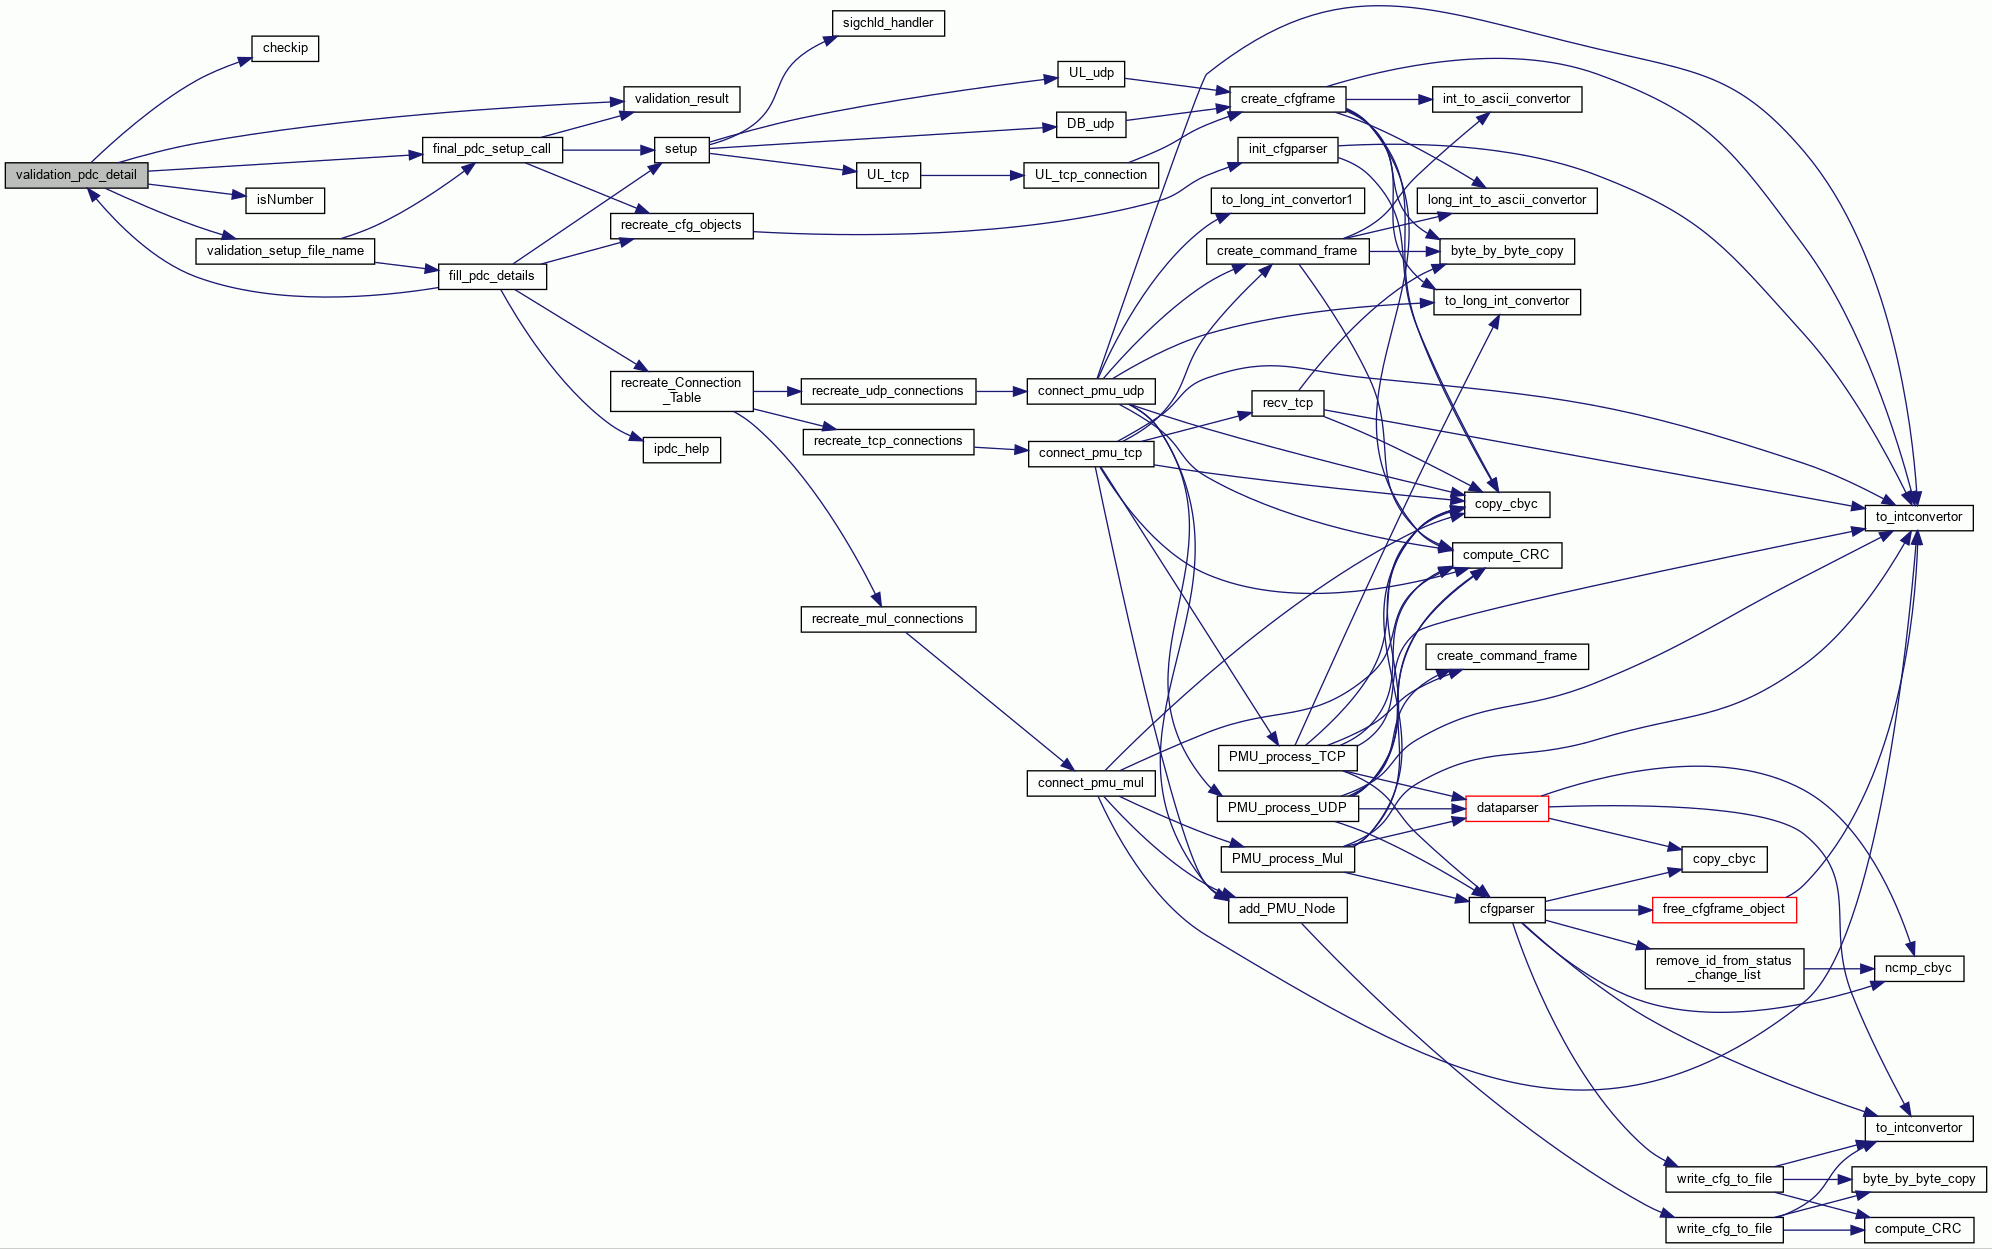 validation_pdc_detail
checkip
validation_result
final_pdc_setup_call
isNumber
validation_setup_file_name
fill_pdc_details
setup
recreate_cfg_objects
recreate_Connection
_Table
ipdc_help
sigchld_handler
UL_udp
DB_udp
UL_tcp
UL_tcp_connection
recreate_udp_connections
recreate_tcp_connections
recreate_mul_connections
connect_pmu_udp
connect_pmu_tcp
connect_pmu_mul
create_cfgframe
init_cfgparser
to_long_int_convertor1
create_command_frame
recv_tcp
PMU_process_TCP
PMU_process_UDP
PMU_process_Mul
add_PMU_Node
int_to_ascii_convertor
long_int_to_ascii_convertor
byte_by_byte_copy
to_long_int_convertor
copy_cbyc
compute_CRC
create_command_frame
dataparser
cfgparser
copy_cbyc
free_cfgframe_object
remove_id_from_status
_change_list
write_cfg_to_file
write_cfg_to_file
to_intconvertor
ncmp_cbyc
to_intconvertor
byte_by_byte_copy
compute_CRC